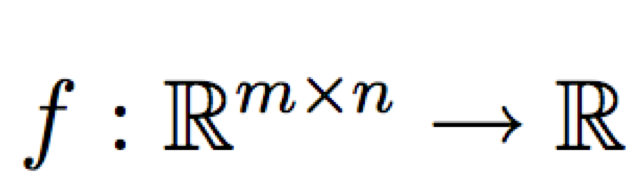 f : ℝ^{m×n} → ℝ